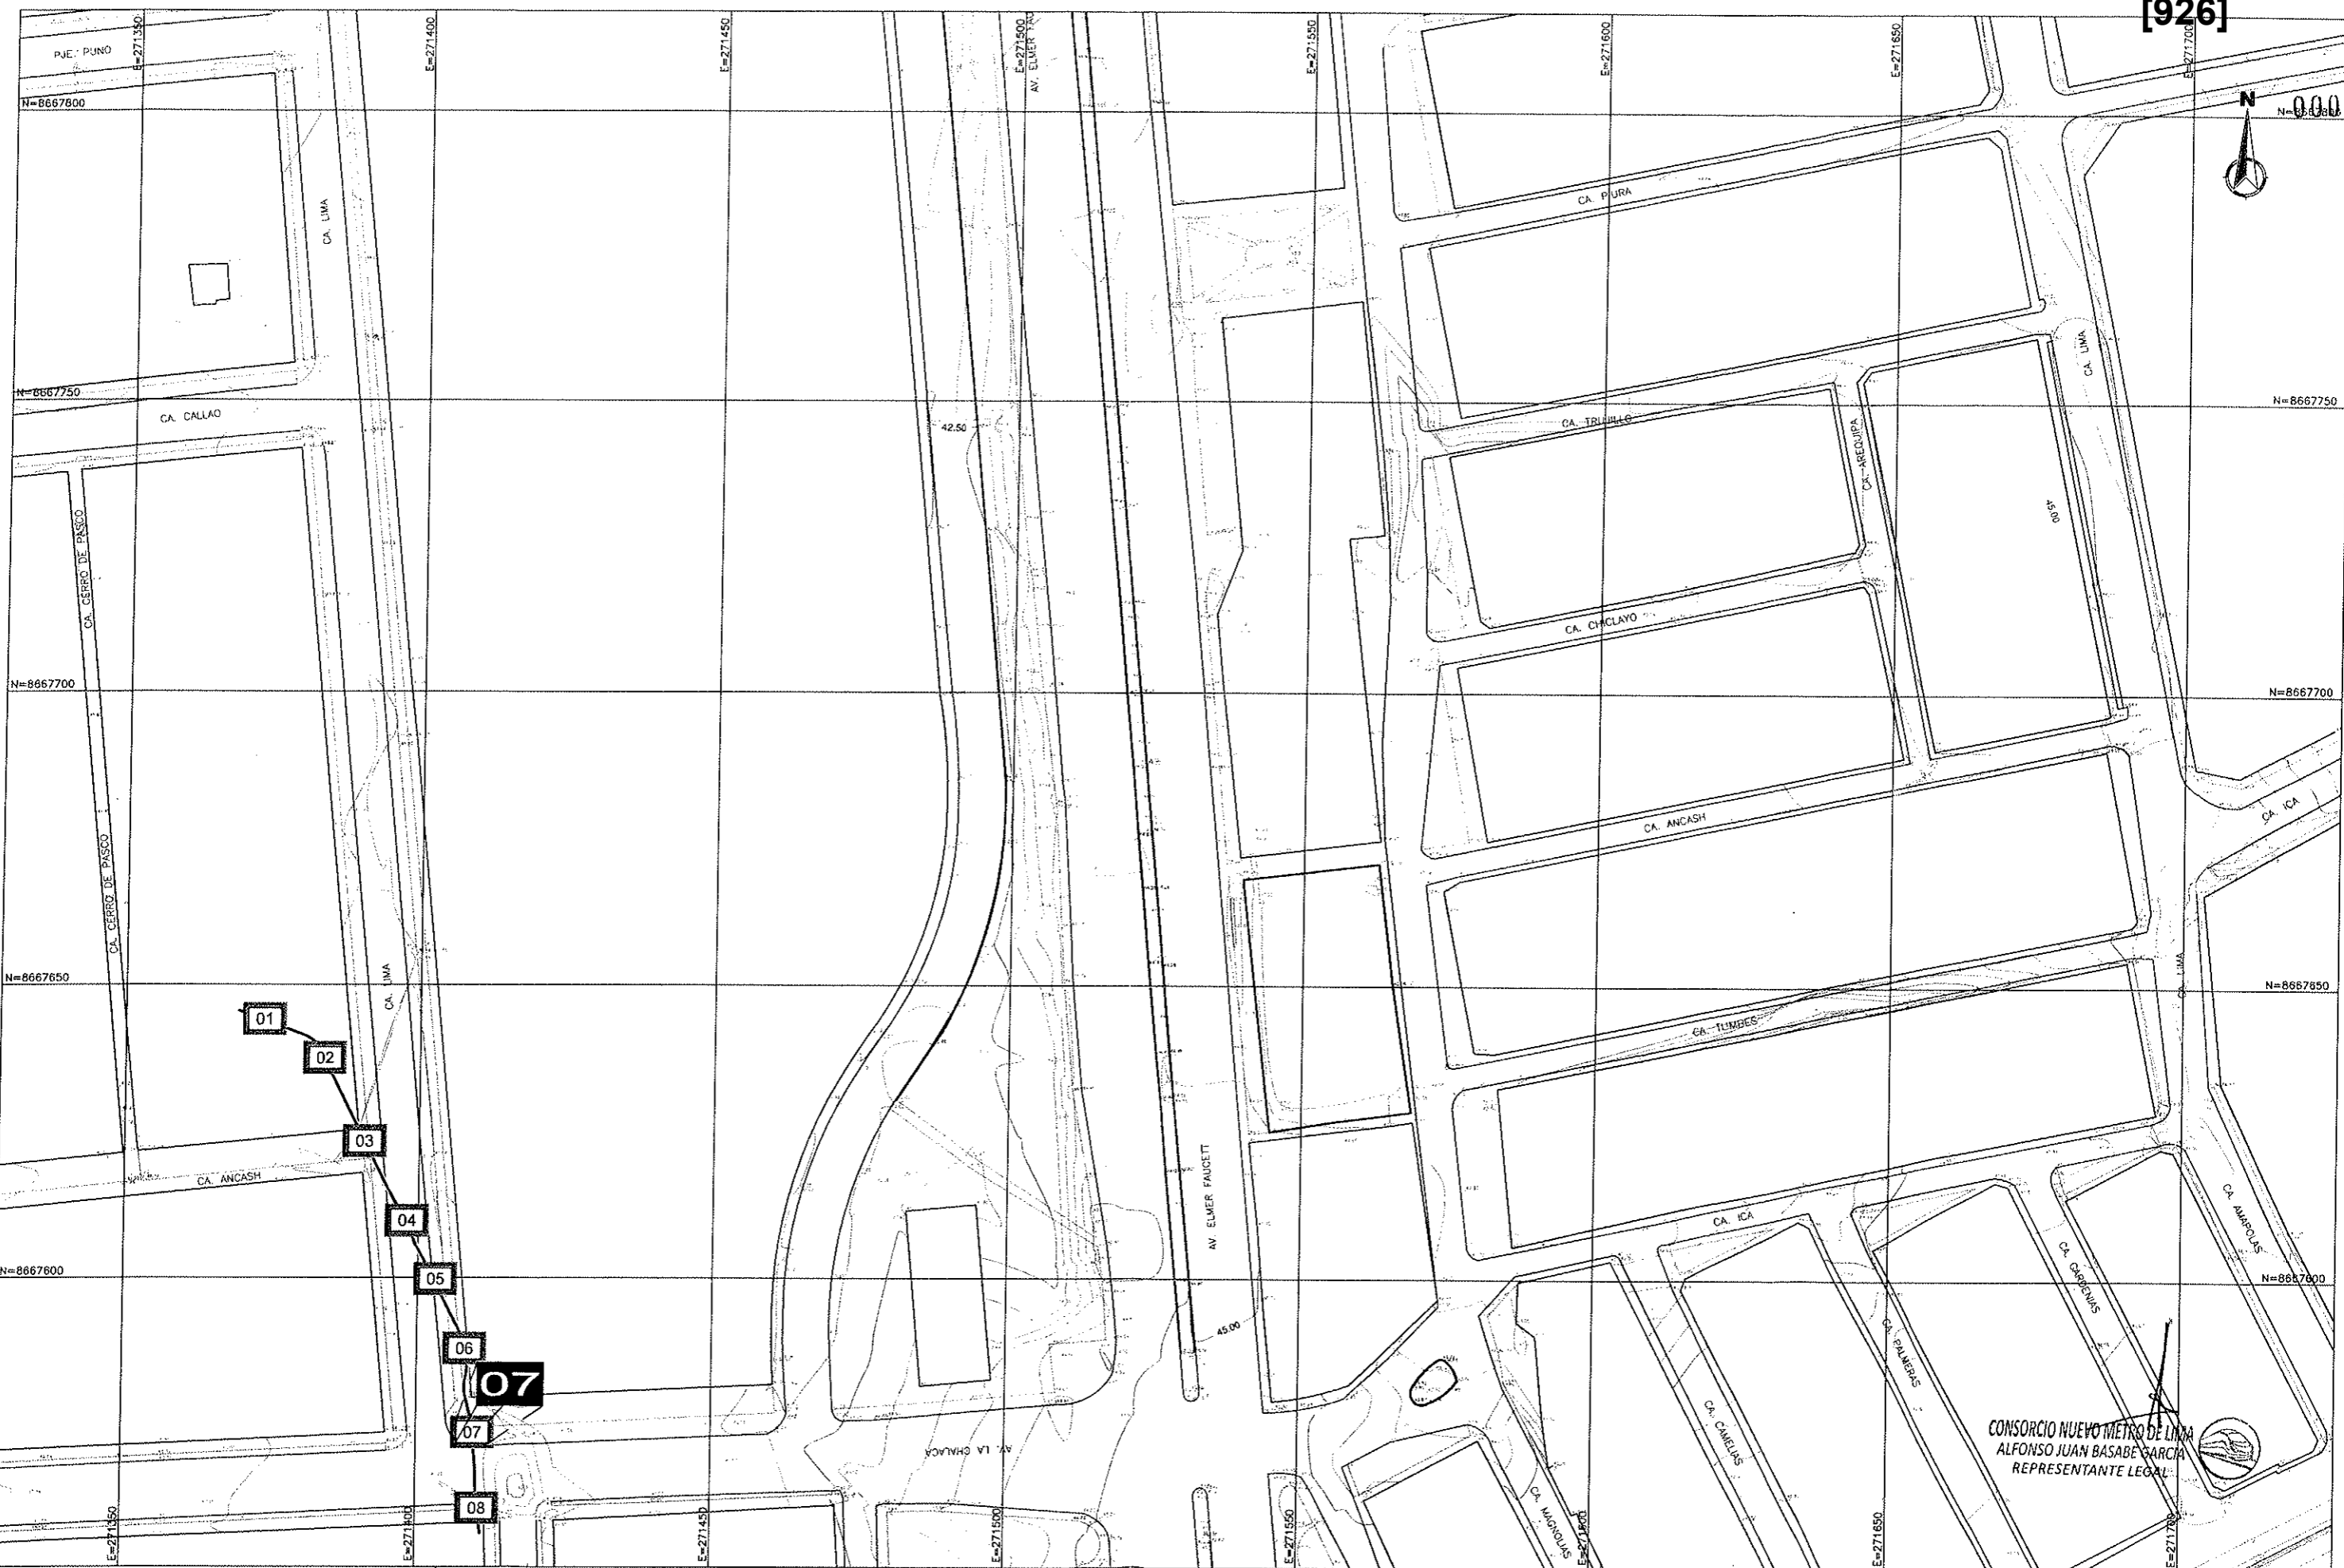 [926]
E=271350
E=271400
E=271450
E=271500
AV. ELMER
E=271550
E=271600
E=271650
E=271700
PJE. PUNO
N=8667800
N
000
CA. LIMA
CA. PIURA
N=8667750
CA. CALLAO
42.50
CA. TRUJILLO
CA. AREQUIPA
CA. LIMA
N=8667750
45.00
CA. CERRO DE PASCO
CA. CHICLAYO
N=8667700
N=8667700
CA. ANCASH
CA. ICA
CA. CERRO DE PASCO
CA. LIMA
N=8667650
CA. LIMA
N=8667650
01
CA. TUMBES
02
03
CA. ANCASH
AV. ELMER FAUCETT
04
CA. ICA
CA. AMAPOLAS
N=8667600
05
CA. GARDENIAS
N=8667600
45.00
06
CA. PALMERAS
07
07
AV. LA CHALACA
CA. CAMELIAS
CONSORCIO NUEVO METRO DE LIMA
ALFONSO JUAN BASABE GARCIA
REPRESENTANTE LEGAL
08
CA. MAGNOLIAS
E=271350
E=271400
E=271450
E=271500
E=271550
E=271600
E=271650
E=271700